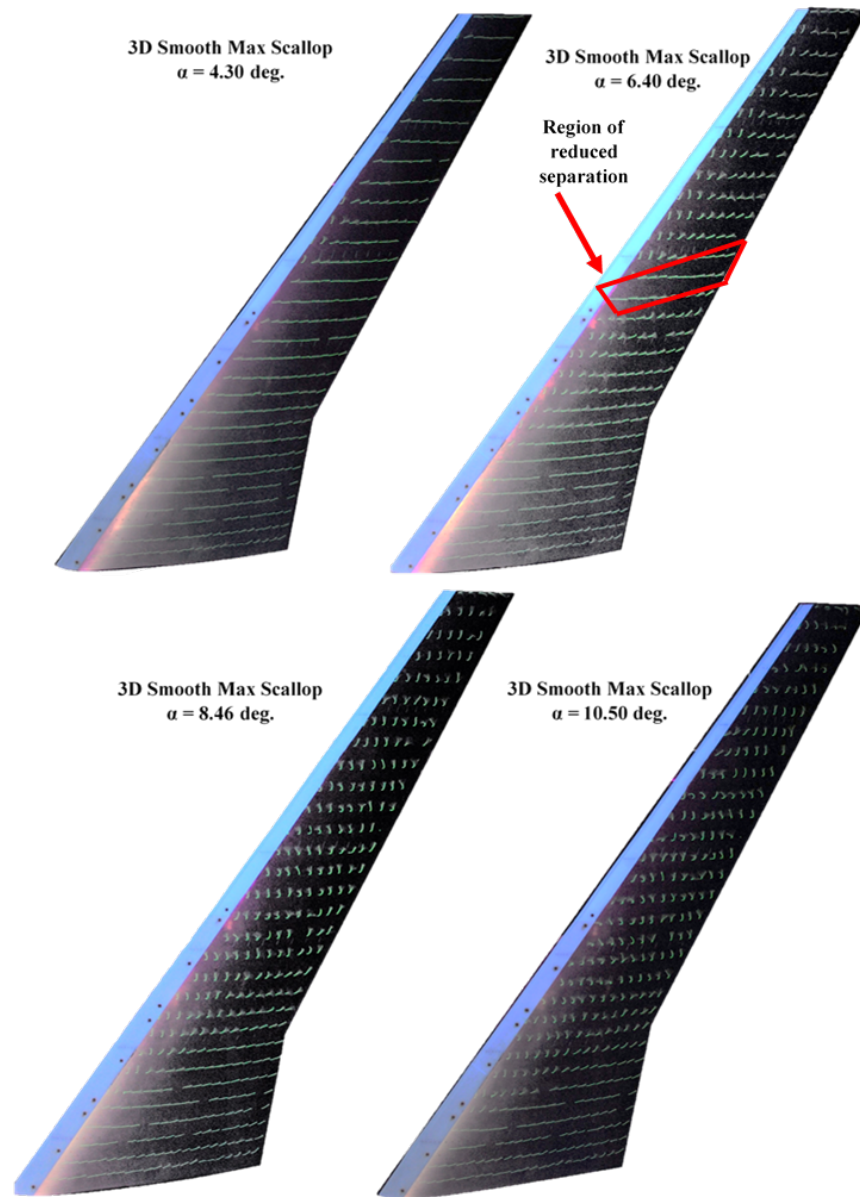 3D Smooth Max Scallop
α = 4.30 deg.
3D Smooth Max Scallop
α = 6.40 deg.
Region of
reduced
separation
3D Smooth Max Scallop
α = 8.46 deg.
3D Smooth Max Scallop
α = 10.50 deg.